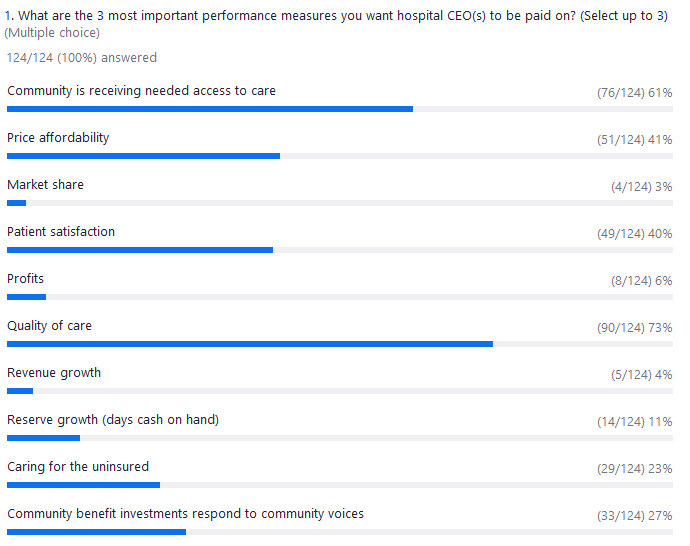 1. What are the 3 most important performance measures you want hospital CEO(s) to be paid on? (Select up to 3)
(Multiple choice)
124/124 (100%) answered
Community is receiving needed access to care (76/124) 61%
Price affordability (51/124) 41%
Market share (4/124) 3%
Patient satisfaction (49/124) 40%
Profits (8/124) 6%
Quality of care (90/124) 73%
Revenue growth (5/124) 4%
Reserve growth (days cash on hand) (14/124) 11%
Caring for the uninsured (29/124) 23%
Community benefit investments respond to community voices (33/124) 27%